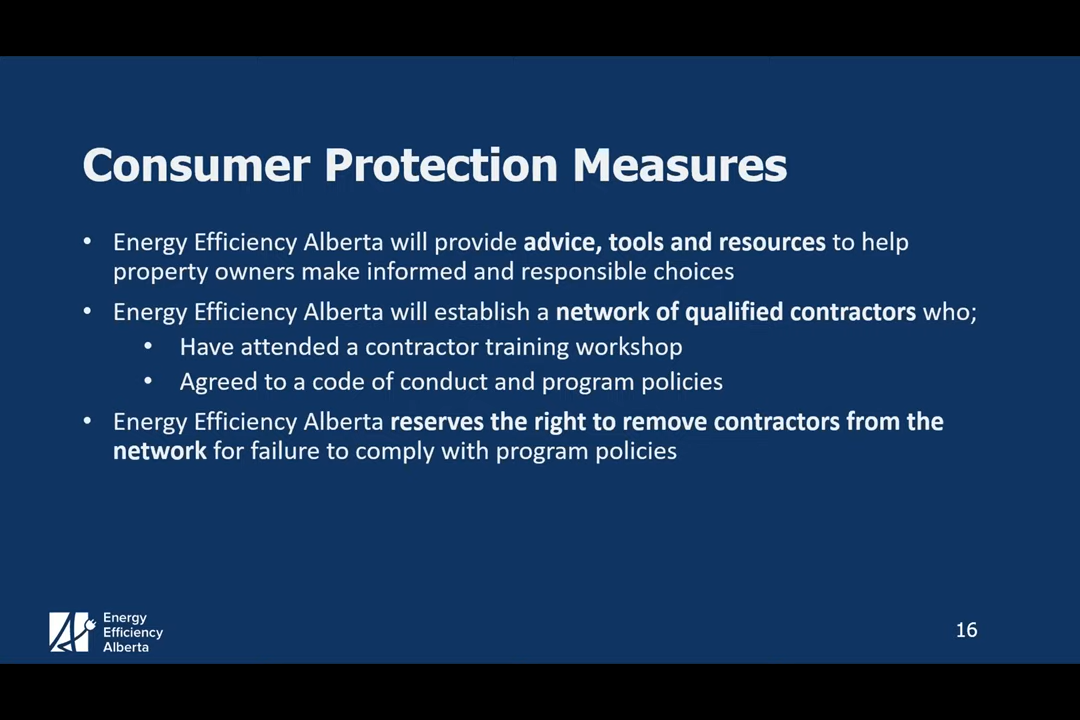 Consumer Protection Measures
• Energy Efficiency Alberta will provide advice, tools and resources to help
property owners make informed and responsible choices
• Energy Efficiency Alberta will establish a network of qualified contractors who;
• Have attended a contractor training workshop
• Agreed to a code of conduct and program policies
• Energy Efficiency Alberta reserves the right to remove contractors from the
network for failure to comply with program policies
Energy
Efficiency
Alberta
16